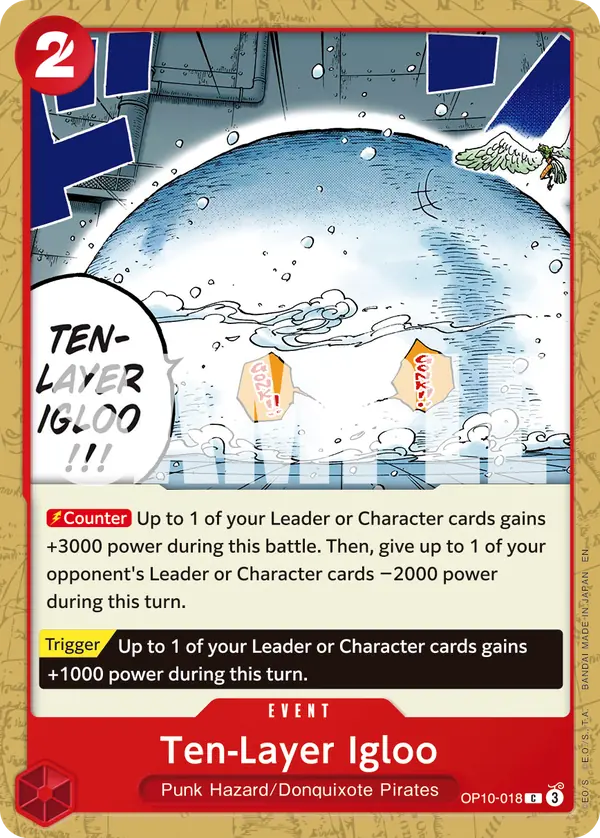 2
TEN-
LAYER
IGLOO
!!!
GONK!!
GONK!!
SAMPLE
Counter Up to 1 of your Leader or Character cards gains
+3000 power during this battle. Then, give up to 1 of your
opponent's Leader or Character cards −2000 power
during this turn.
Trigger Up to 1 of your Leader or Character cards gains
+1000 power during this turn.
EVENT
Ten-Layer Igloo
Punk Hazard/Donquixote Pirates
OP10-018 C 3
©E.O./S. ©E.O./S.,T.A. BANDAI MADE IN JAPAN EN